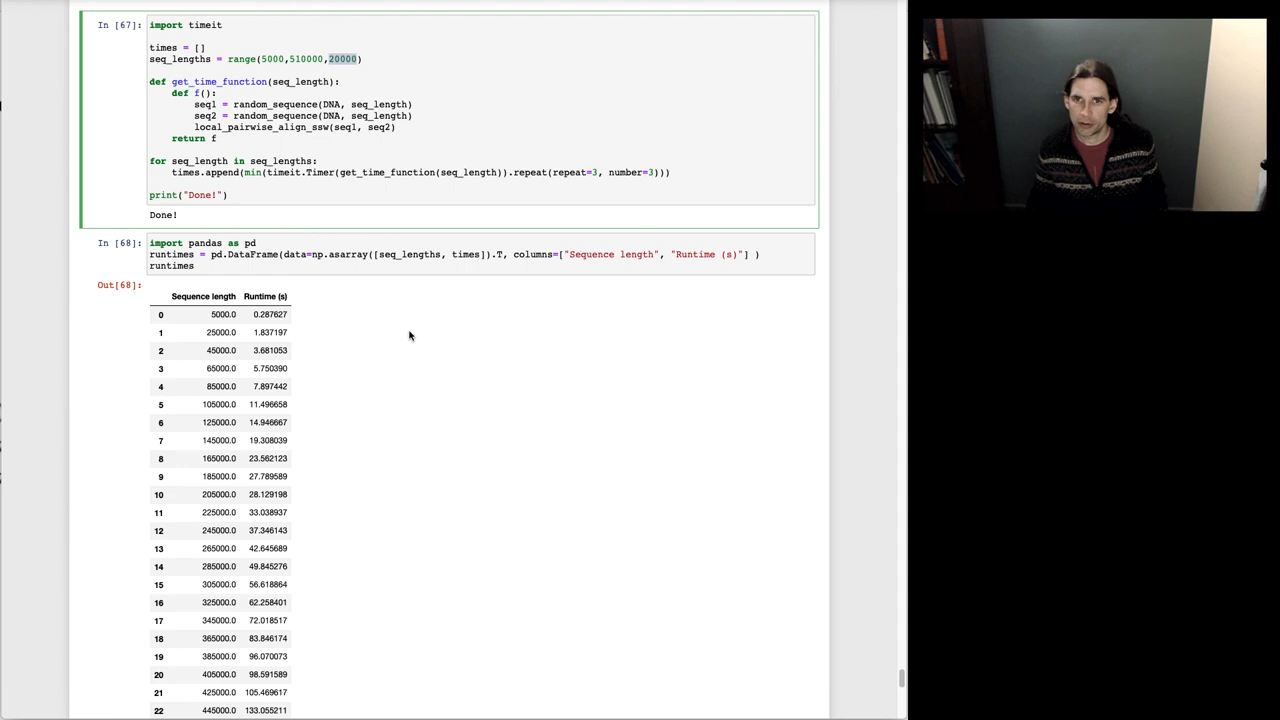 In [67]:
import timeit
times = []
seq_lengths = range(5000,510000,20000)
def get_time_function(seq_length):
    def f():
        seq1 = random_sequence(DNA, seq_length)
        seq2 = random_sequence(DNA, seq_length)
        local_pairwise_align_ssw(seq1, seq2)
    return f
for seq_length in seq_lengths:
    times.append(min(timeit.Timer(get_time_function(seq_length)).repeat(repeat=3, number=3)))
print("Done!")
Done!
In [68]:
import pandas as pd
runtimes = pd.DataFrame(data=np.asarray([seq_lengths, times]).T, columns=["Sequence length", "Runtime (s)"] )
runtimes
Out[68]:
Sequence length Runtime (s)
0 5000.0 0.287627
1 25000.0 1.837197
2 45000.0 3.681053
3 65000.0 5.750390
4 85000.0 7.897442
5 105000.0 11.496658
6 125000.0 14.946667
7 145000.0 19.308039
8 165000.0 23.562123
9 185000.0 27.789589
10 205000.0 28.129198
11 225000.0 33.038937
12 245000.0 37.346143
13 265000.0 42.645689
14 285000.0 49.845276
15 305000.0 56.618864
16 325000.0 62.258401
17 345000.0 72.018517
18 365000.0 83.846174
19 385000.0 96.070073
20 405000.0 98.591589
21 425000.0 105.469617
22 445000.0 133.055211